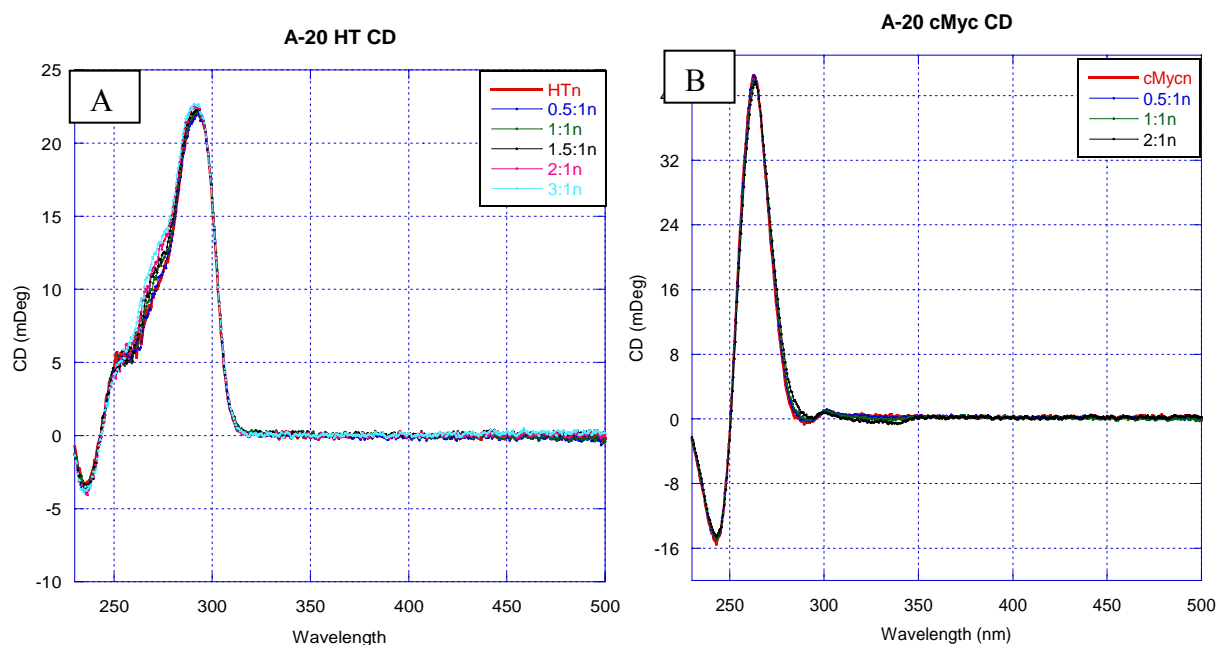 A-20 HT CD
A
HTn
0.5:1n
1:1n
1.5:1n
2:1n
3:1n
25
20
15
10
5
0
-5
-10
CD (mDeg)
250
300
350
400
450
500
Wavelength
A-20 cMyc CD
B
cMycn
0.5:1n
1:1n
2:1n
32
24
16
8
0
-8
-16
CD (mDeg)
250
300
350
400
450
500
Wavelength (nm)